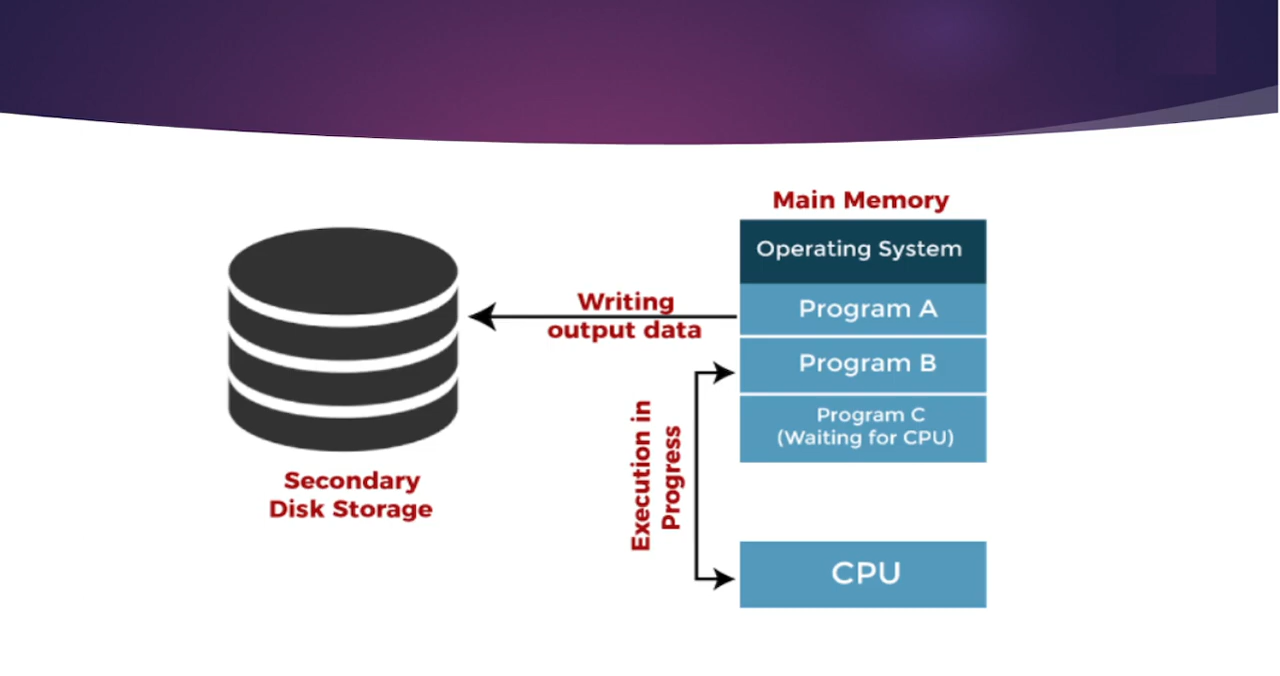 Main Memory
Operating System
Program A
Writing
output data
Program B
Program C
(Waiting for CPU)
Execution in
Progress
Secondary
Disk Storage
CPU